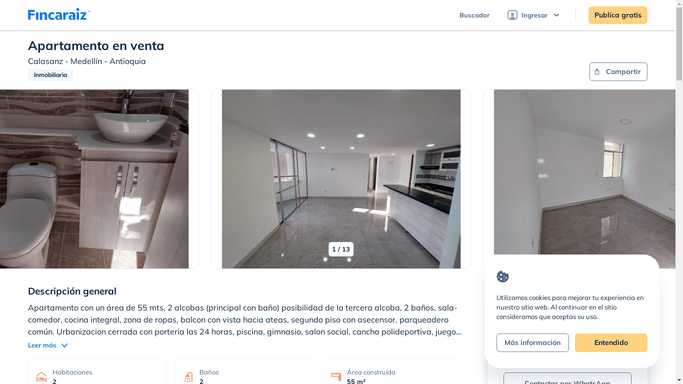 Fincaraiz
Buscador
Ingresar
Publica gratis
Apartamento en venta
Calasanz - Medellín - Antioquia
Inmobiliaria
Compartir
1 / 13
Descripción general
Apartamento con un área de 55 mts, 2 alcobas (principal con baño) posibilidad de la tercera alcoba, 2 baños, sala-
comedor, cocina integral, zona de ropas, balcon con vista hacia ateas, segundo piso con asecensor, parqueadero
común. Urbanizacion cerrada con porteria las 24 horas, piscina, gimnasio, salon social, cancha polideportiva, juego...
Leer más
Habitaciones
2
Baños
2
Área construida
55 m²
Utilizamos cookies para mejorar tu experiencia en
nuestro sitio web. Al continuar en el sitio
consideramos que aceptas su uso.
Más información
Entendido
Contactar por WhatsApp